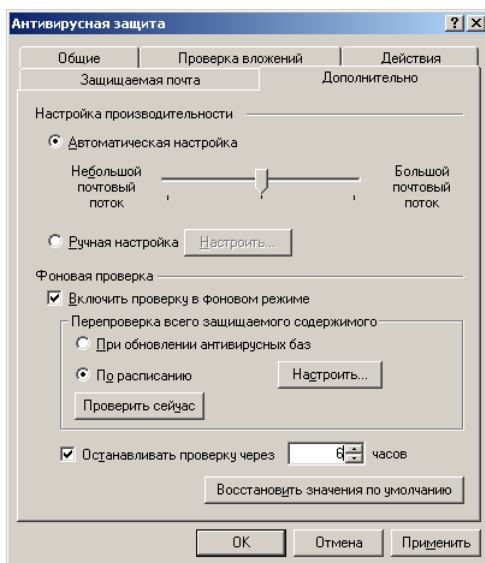 Антивирусная защита
Общие
Проверка вложений
Действия
Защищаемая почта
Дополнительно
Настройка производительности
Автоматическая настройка
Небольшой
почтовый
поток
Большой
почтовый
поток
Ручная настройка
Настроить...
Фоновая проверка
Включить проверку в фоновом режиме
Перепроверка всего защищаемого содержимого
При обновлении антивирусных баз
По расписанию
Настроить...
Проверить сейчас
Останавливать проверку через 6 часов
Восстановить значения по умолчанию
OK
Отмена
Применить